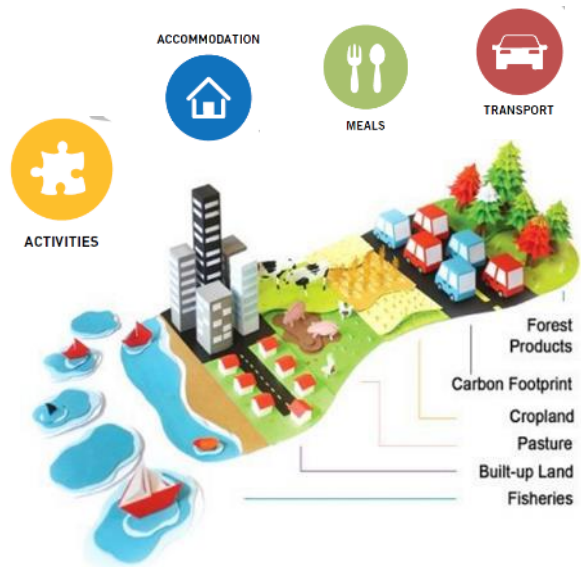 ACCOMMODATION
MEALS
TRANSPORT
ACTIVITIES
Forest
Products
Carbon Footprint
Cropland
Pasture
Built-up Land
Fisheries